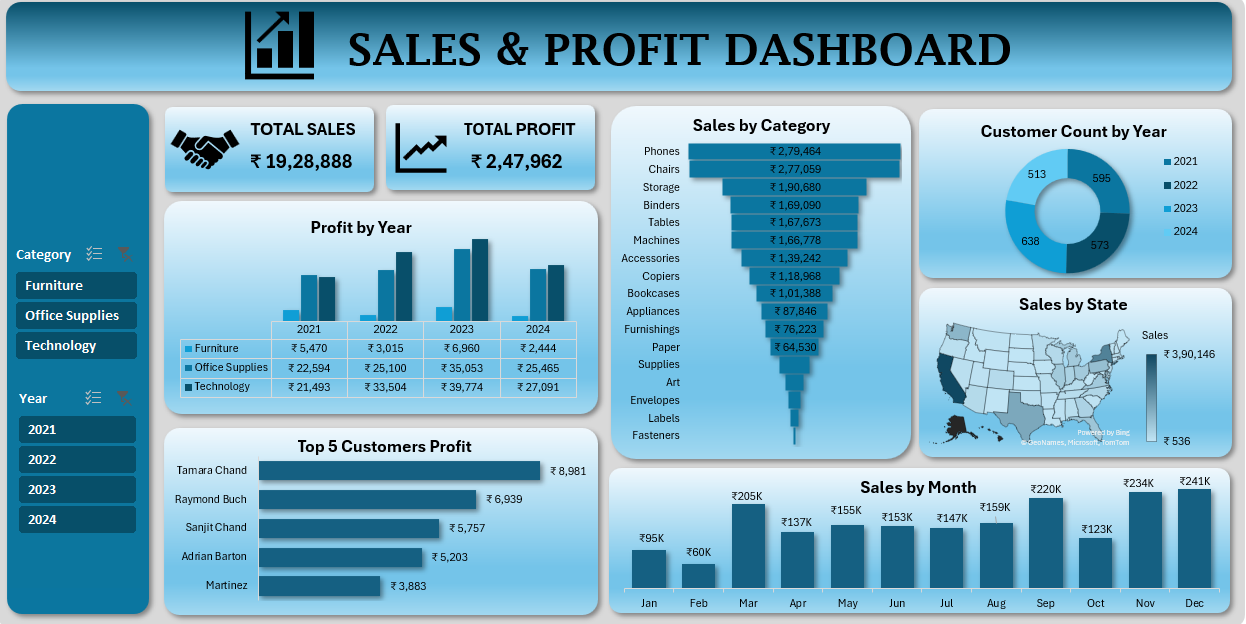 SALES & PROFIT DASHBOARD
Category
Furniture
Office Supplies
Technology
Year
2021
2022
2023
2024
TOTAL SALES
₹ 19,28,888
TOTAL PROFIT
₹ 2,47,962
Profit by Year
2021 2022 2023 2024
Furniture ₹ 5,470 ₹ 3,015 ₹ 6,960 ₹ 2,444
Office Supplies ₹ 22,594 ₹ 25,100 ₹ 35,053 ₹ 25,465
Technology ₹ 21,493 ₹ 33,504 ₹ 39,774 ₹ 27,091
Top 5 Customers Profit
Tamara Chand ₹ 8,981
Raymond Buch ₹ 6,939
Sanjit Chand ₹ 5,757
Adrian Barton ₹ 5,203
Martinez ₹ 3,883
Sales by Category
Phones ₹ 2,79,464
Chairs ₹ 2,77,059
Storage ₹ 1,90,680
Binders ₹ 1,69,090
Tables ₹ 1,67,673
Machines ₹ 1,66,778
Accessories ₹ 1,39,242
Copiers ₹ 1,18,968
Bookcases ₹ 1,01,388
Appliances ₹ 87,846
Furnishings ₹ 76,223
Paper ₹ 64,530
Supplies
Art
Envelopes
Labels
Fasteners
Customer Count by Year
513 595
638 573
2021
2022
2023
2024
Sales by State
Sales
₹ 3,90,146
₹ 536
Powered by Bing
© GeoNames, Microsoft, TomTom
Sales by Month
₹95K ₹60K ₹205K ₹137K ₹155K ₹153K ₹147K ₹159K ₹220K ₹123K ₹234K ₹241K
Jan Feb Mar Apr May Jun Jul Aug Sep Oct Nov Dec